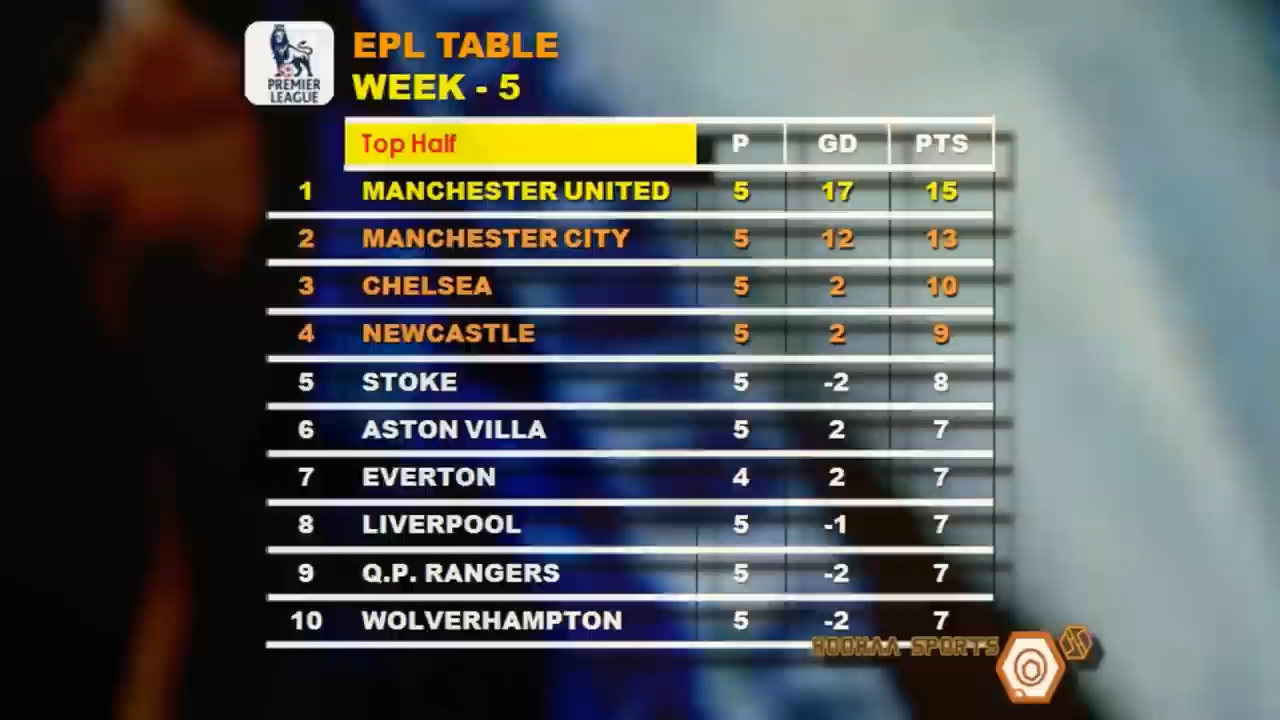 PREMIER
LEAGUE
EPL TABLE
WEEK - 5
Top Half P GD PTS
1 MANCHESTER UNITED 5 17 15
2 MANCHESTER CITY 5 12 13
3 CHELSEA 5 2 10
4 NEWCASTLE 5 2 9
5 STOKE 5 -2 8
6 ASTON VILLA 5 2 7
7 EVERTON 4 2 7
8 LIVERPOOL 5 -1 7
9 Q.P. RANGERS 5 -2 7
10 WOLVERHAMPTON 5 -2 7
HOOKAA SPORTS